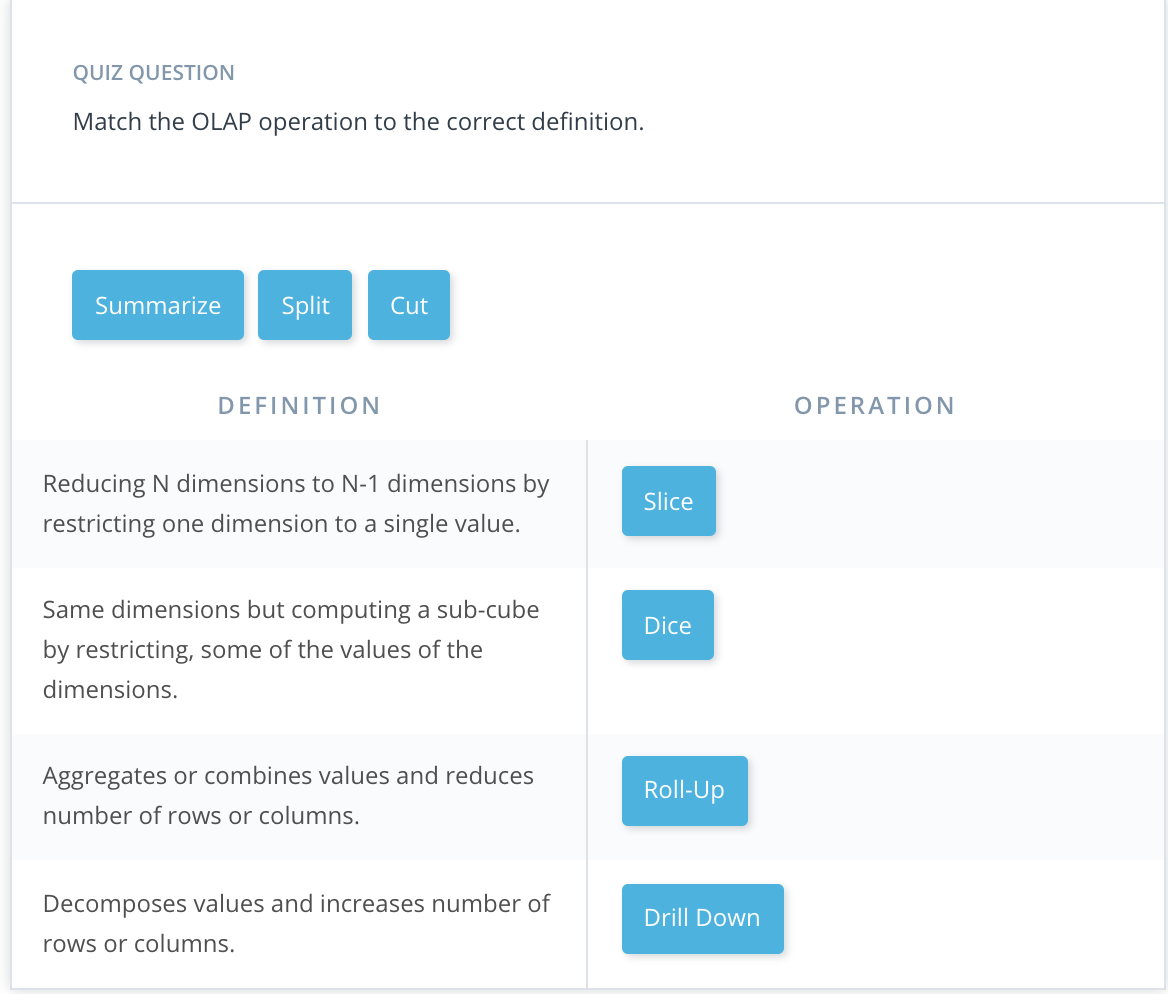 QUIZ QUESTION
Match the OLAP operation to the correct definition.
Summarize Split Cut
DEFINITION OPERATION
Reducing N dimensions to N-1 dimensions by
restricting one dimension to a single value.
Slice
Same dimensions but computing a sub-cube
by restricting, some of the values of the
dimensions.
Dice
Aggregates or combines values and reduces
number of rows or columns.
Roll-Up
Decomposes values and increases number of
rows or columns.
Drill Down